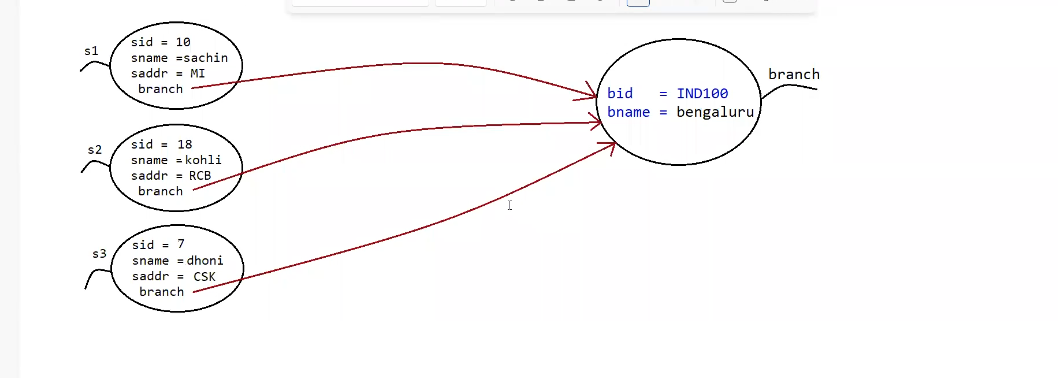 s1
sid = 10
sname =sachin
saddr = MI
branch
s2
sid = 18
sname =kohli
saddr = RCB
branch
s3
sid = 7
sname =dhoni
saddr = CSK
branch
branch
bid = IND100
bname = bengaluru